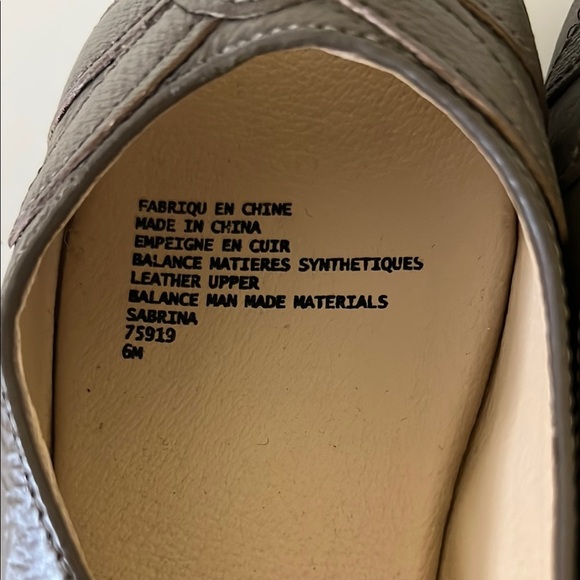 FABRIQU EN CHINE
MADE IN CHINA
EMPEIGNE EN CUIR
BALANCE MATIERES SYNTHETIQUES
LEATHER UPPER
BALANCE MAN MADE MATERIALS
SABRINA
75919
6M